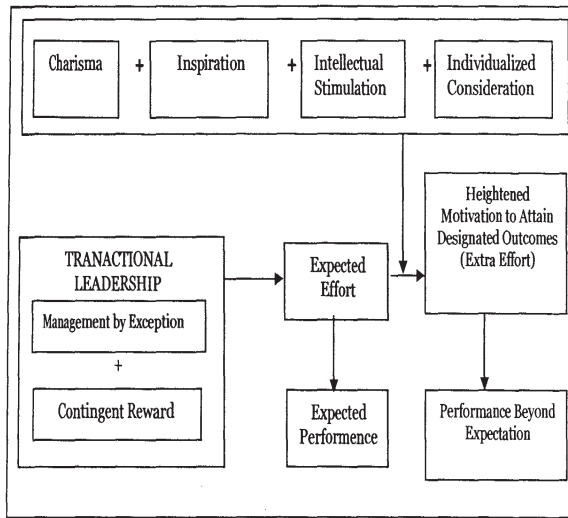 Charisma + Inspiration + Intellectual Stimulation + Individualized Consideration
Heightened
Motivation to Attain
Designated Outcomes
(Extra Effort)
TRANACTIONAL
LEADERSHIP
Management by Exception
+
Contingent Reward
Expected
Effort
Expected
Performence
Performance Beyond
Expectation